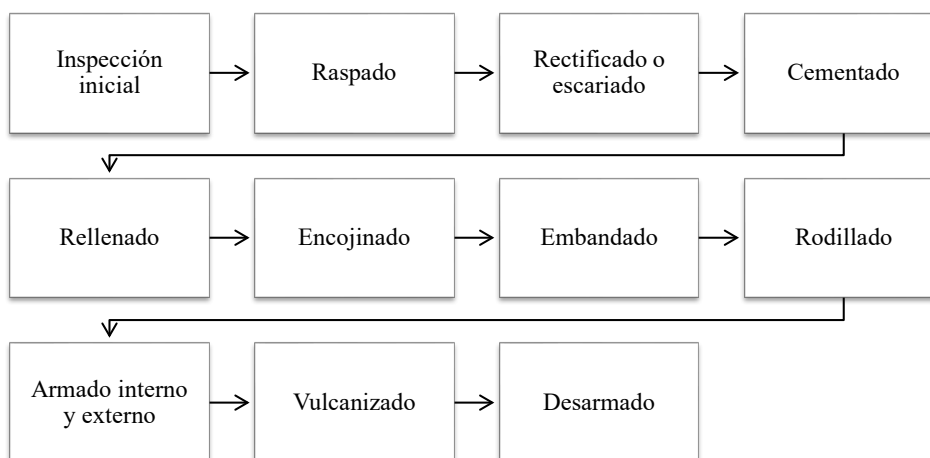 Inspección
inicial
Raspado
Rectificado o
escariado
Cementado
Rellenado
Encojinado
Embandado
Rodillado
Armado interno
y externo
Vulcanizado
Desarmado